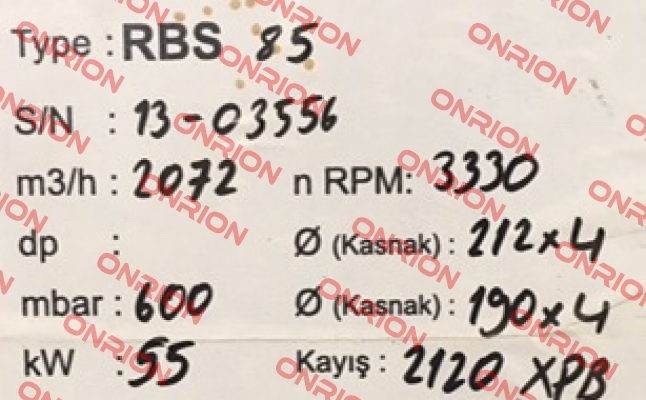 Type : RBS 85
S/N : 13-03556
m3/h : 2072 n RPM: 3330
dp : Ø (Kasnak) : 212x4
mbar : 600 Ø (Kasnak) : 190x4
kW : 55 Kayış : 2120 XPB
ONRION